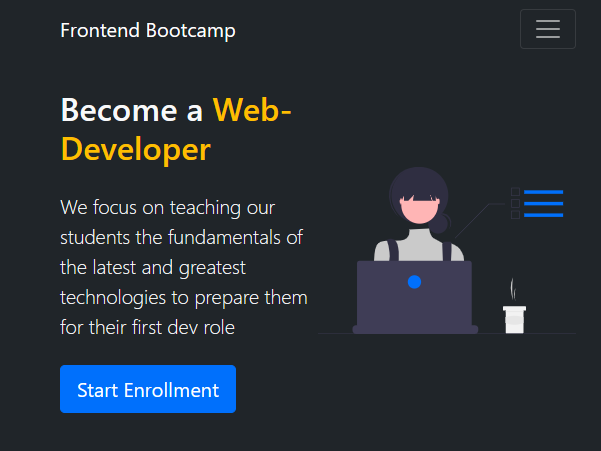 Frontend Bootcamp
Become a Web-
Developer
We focus on teaching our
students the fundamentals of
the latest and greatest
technologies to prepare them
for their first dev role
Start Enrollment